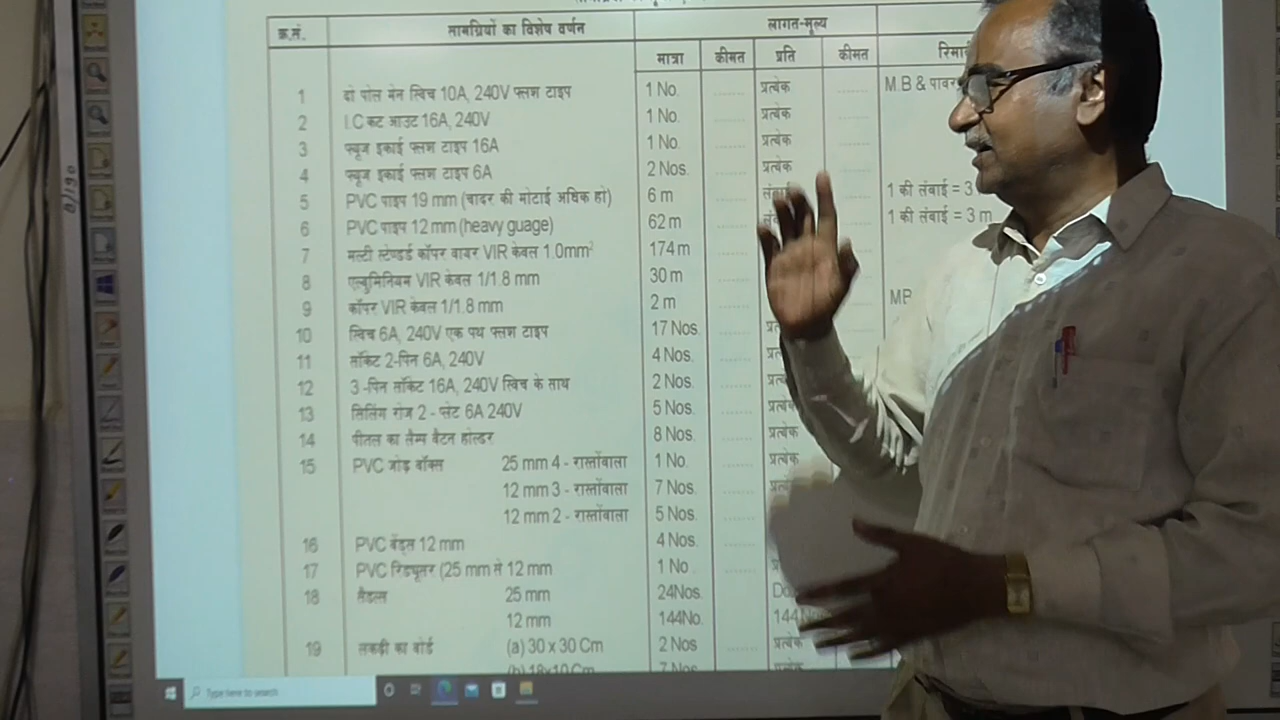 क्र.सं. सामग्रियों का विशेष वर्णन लागत-मूल्य
मात्रा कीमत प्रति कीमत
1 दो पोल मेन स्विच 10A, 240V फ्लश टाइप 1 No. ........ प्रत्येक ........ M.B & पावर
2 I.C कट आउट 16A, 240V 1 No. ........ प्रत्येक ........
3 फ्यूज इकाई फ्लश टाइप 16A 1 No. ........ प्रत्येक ........
4 फ्यूज इकाई फ्लश टाइप 6A 2 Nos. ........ प्रत्येक ........
5 PVC पाइप 19 mm (चादर की मोटाई अधिक हो) 6 m ........ 1 की लंबाई = 3
6 PVC पाइप 12 mm (heavy guage) 62 m ........ 1 की लंबाई = 3 m
7 मल्टी स्टेण्डर्ड कॉपर वायर VIR केबल 1.0mm² 174 m ........
8 एल्युमिनियम VIR केबल 1/1.8 mm 30 m ........
9 कॉपर VIR केबल 1/1.8 mm 2 m ........
10 स्विच 6A, 240V एक पथ फ्लश टाइप 17 Nos. ........
11 सॉकेट 2-पिन 6A, 240V 4 Nos. ........
12 3 -पिन सॉकेट 16A, 240V स्विच के साथ 2 Nos. ........
13 सिलिंग रोज 2 - प्लेट 6A 240V 5 Nos. ........
14 पीतल का लैम्प बैटन होल्डर 8 Nos. ........ प्रत्येक
15 PVC जोड़ बॉक्स 25 mm 4 - रास्तोंवाला 1 No. ........ प्रत्येक
12 mm 3 - रास्तोंवाला 7 Nos. ........
12 mm 2 - रास्तोंवाला 5 Nos. ........
16 PVC बेंड्स 12 mm 4 Nos. ........
17 PVC रिड्यूसर (25 mm से 12 mm 1 No. ........
18 सैडल्स 25 mm 24Nos. ........
12 mm 144No. ........ 144
19 लकड़ी का बोर्ड (a) 30 x 30 Cm 2 Nos ........ प्रत्येक
(b) 18x10 Cm 7 Nos ........ प्रत्येक
Type here to search